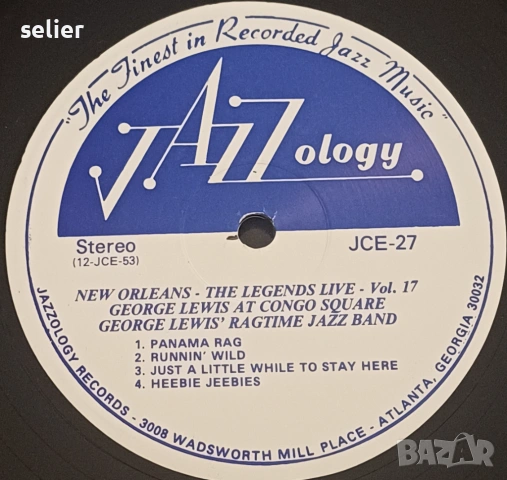 selier
"The Finest in Recorded Jazz Music"
JAZZology
Stereo
(12-JCE-53)
JCE-27
NEW ORLEANS - THE LEGENDS LIVE - Vol. 17
GEORGE LEWIS AT CONGO SQUARE
GEORGE LEWIS' RAGTIME JAZZ BAND
1. PANAMA RAG
2. RUNNIN' WILD
3. JUST A LITTLE WHILE TO STAY HERE
4. HEEBIE JEEBIES
JAZZOLOGY RECORDS - 3008 WADSWORTH MILL PLACE - ATLANTA, GEORGIA 30032
BAZAR